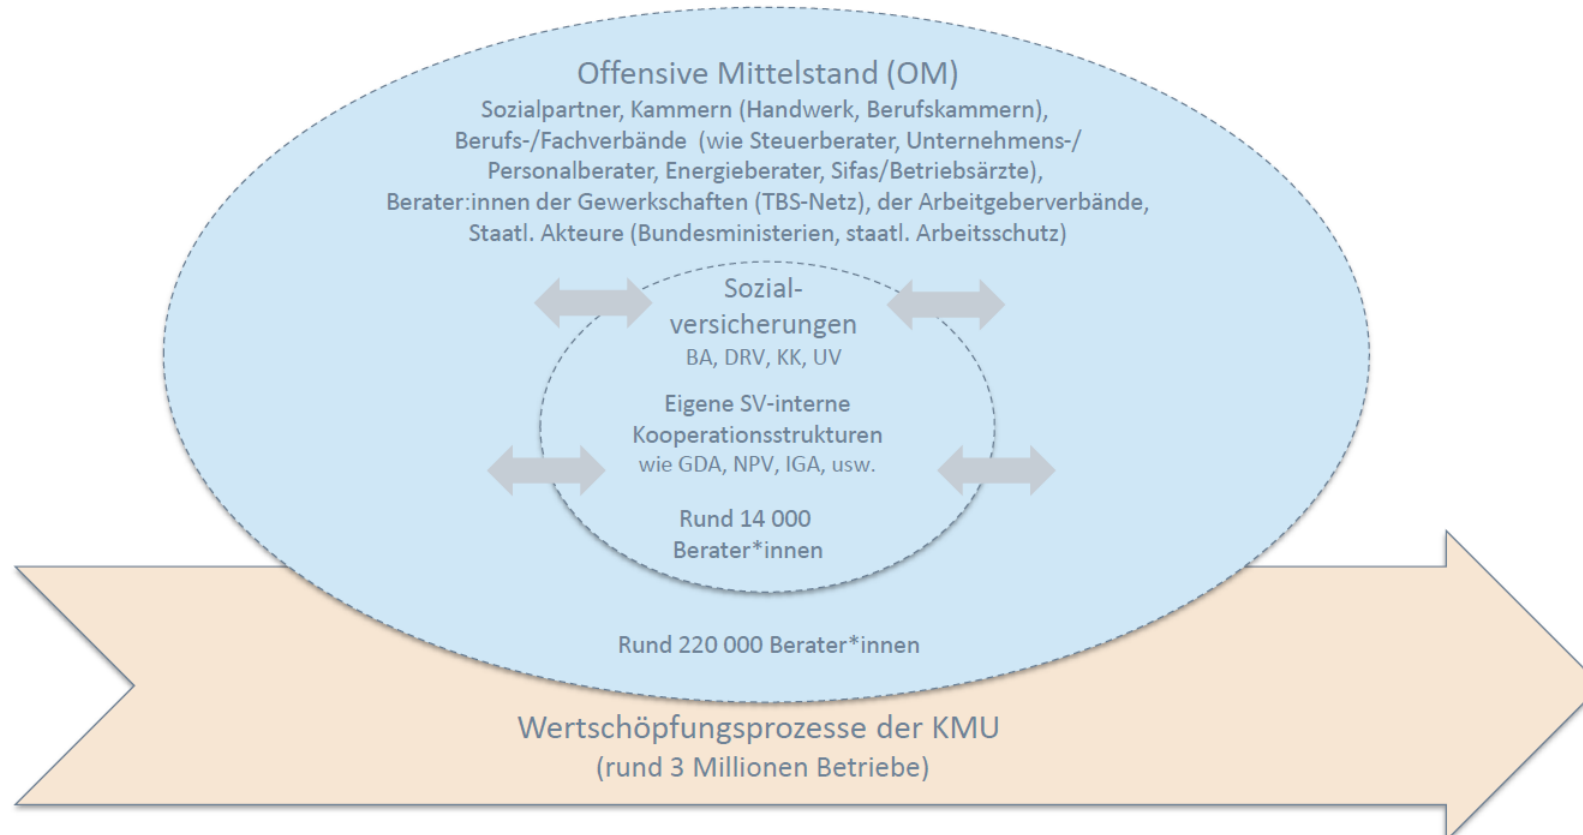 Offensive Mittelstand (OM)
Sozialpartner, Kammern (Handwerk, Berufskammern),
Berufs-/Fachverbände (wie Steuerberater, Unternehmens-/
Personalberater, Energieberater, Sifas/Betriebsärzte),
Berater:innen der Gewerkschaften (TBS-Netz), der Arbeitgeberverbände,
Staatl. Akteure (Bundesministerien, staatl. Arbeitsschutz)
Sozial-
versicherungen
BA, DRV, KK, UV
Eigene SV-interne
Kooperationsstrukturen
wie GDA, NPV, IGA, usw.
Rund 14 000
Berater*innen
Rund 220 000 Berater*innen
Wertschöpfungsprozesse der KMU
(rund 3 Millionen Betriebe)